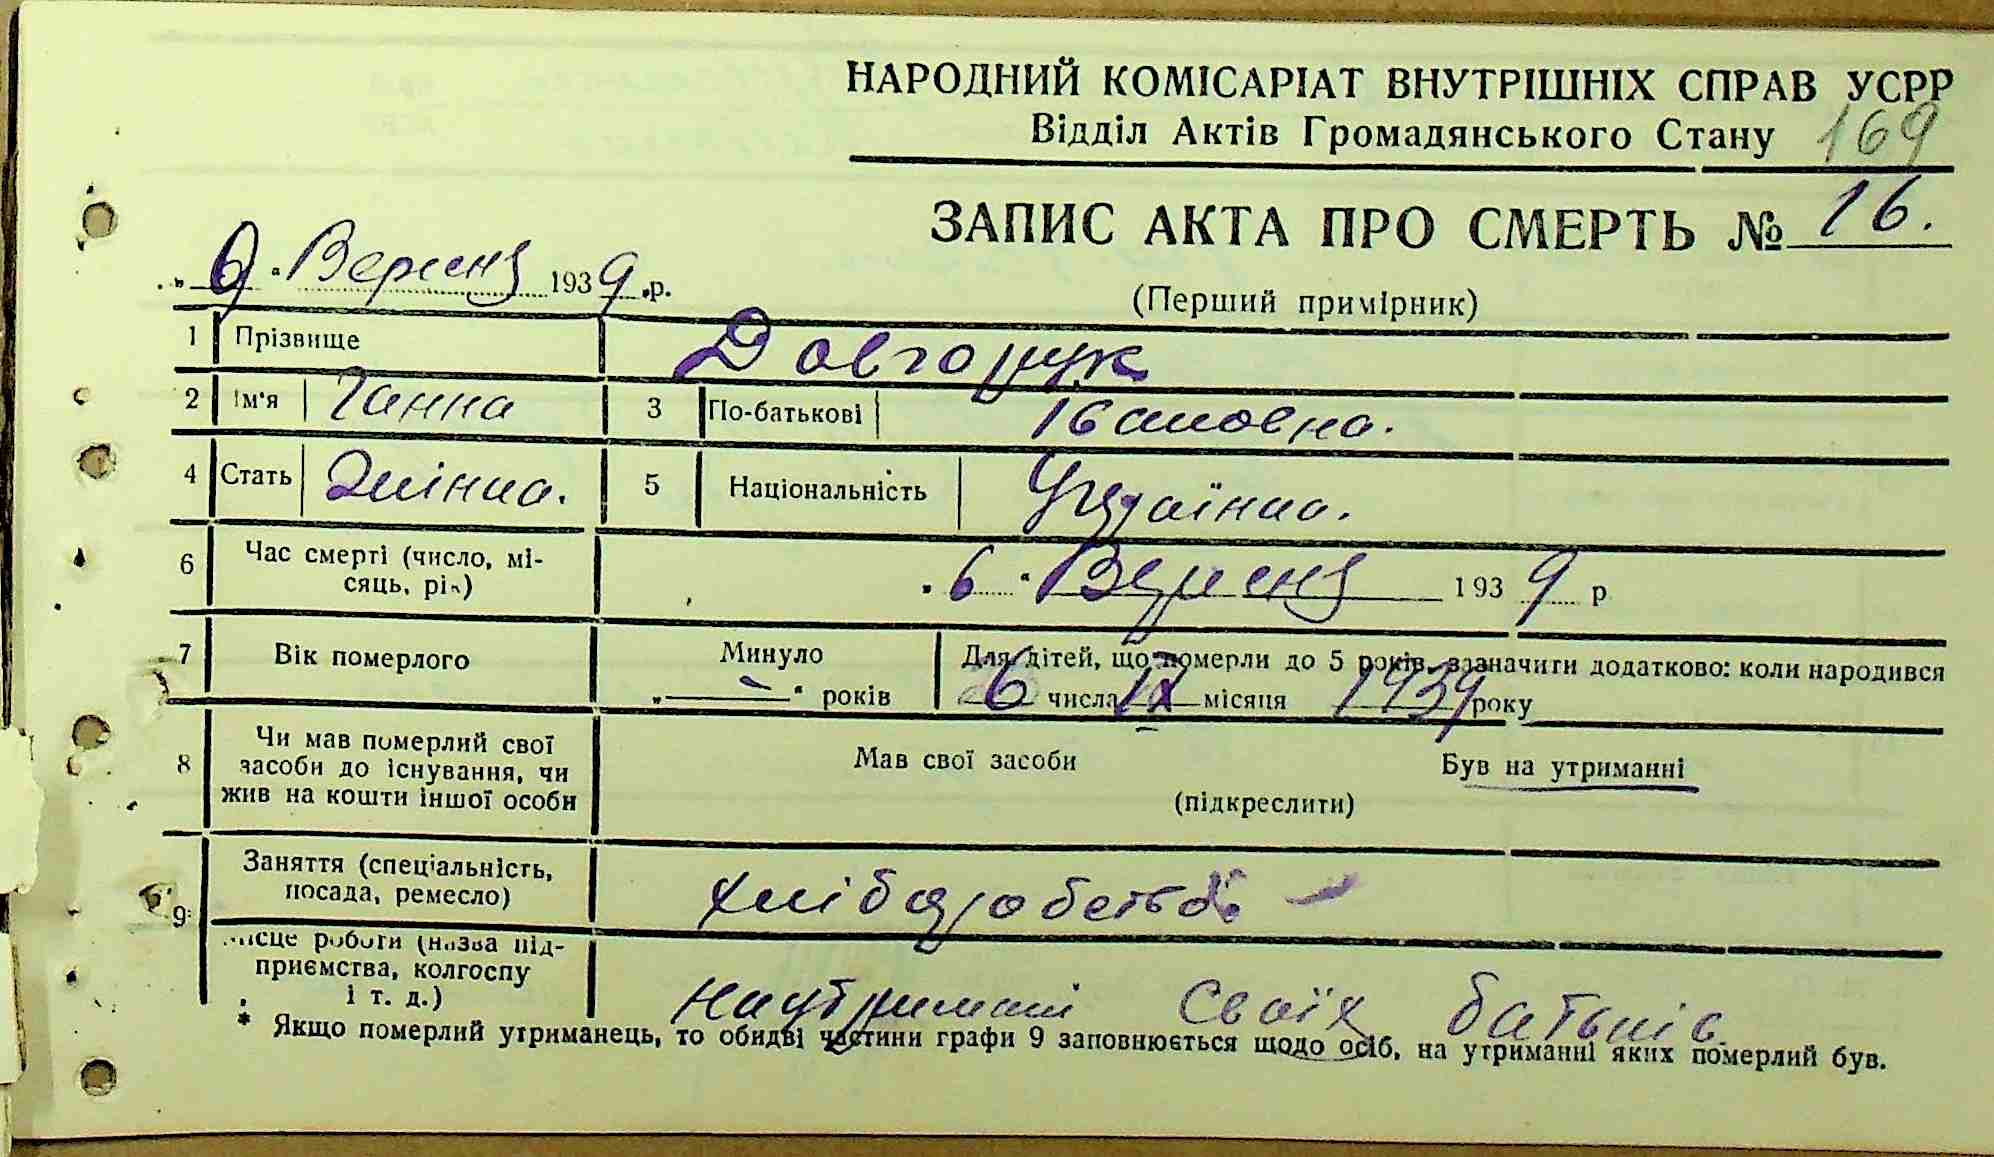 НАРОДНИЙ КОМІСАРІАТ ВНУТРІШНІХ СПРАВ УСРР
Відділ Актів Громадянського Стану 169
ЗАПИС АКТА ПРО СМЕРТЬ № 16.
Вересня 1939 р.
(Перший примірник)
1 Прізвище Довгорук
2 Ім'я Ганна 3 По-батькові Івановна.
4 Стать Жінка. 5 Національність Українка.
6 Час смерті (число, мі-
сяць, рік) „6" Вересня 1939 р
7 Вік померлого Минуло Для дітей, що померли до 5 років, зазначити додатково: коли народився
„—" років 6 числа IX місяця 1939 року
Чи мав померлий свої
8 засоби до існування, чи Мав свої засоби Був на утриманні
жив на кошти іншої особи (підкреслити)
Заняття (спеціальність,
посада, ремесло) хлібаробство
9
Місце роботи (назва під-
приємства, колгоспу
і т. д.) Наутримані своїх батьків
* Якщо померлий утриманець, то обидві частини графи 9 заповнюється щодо осіб, на утриманні яких померлий був.